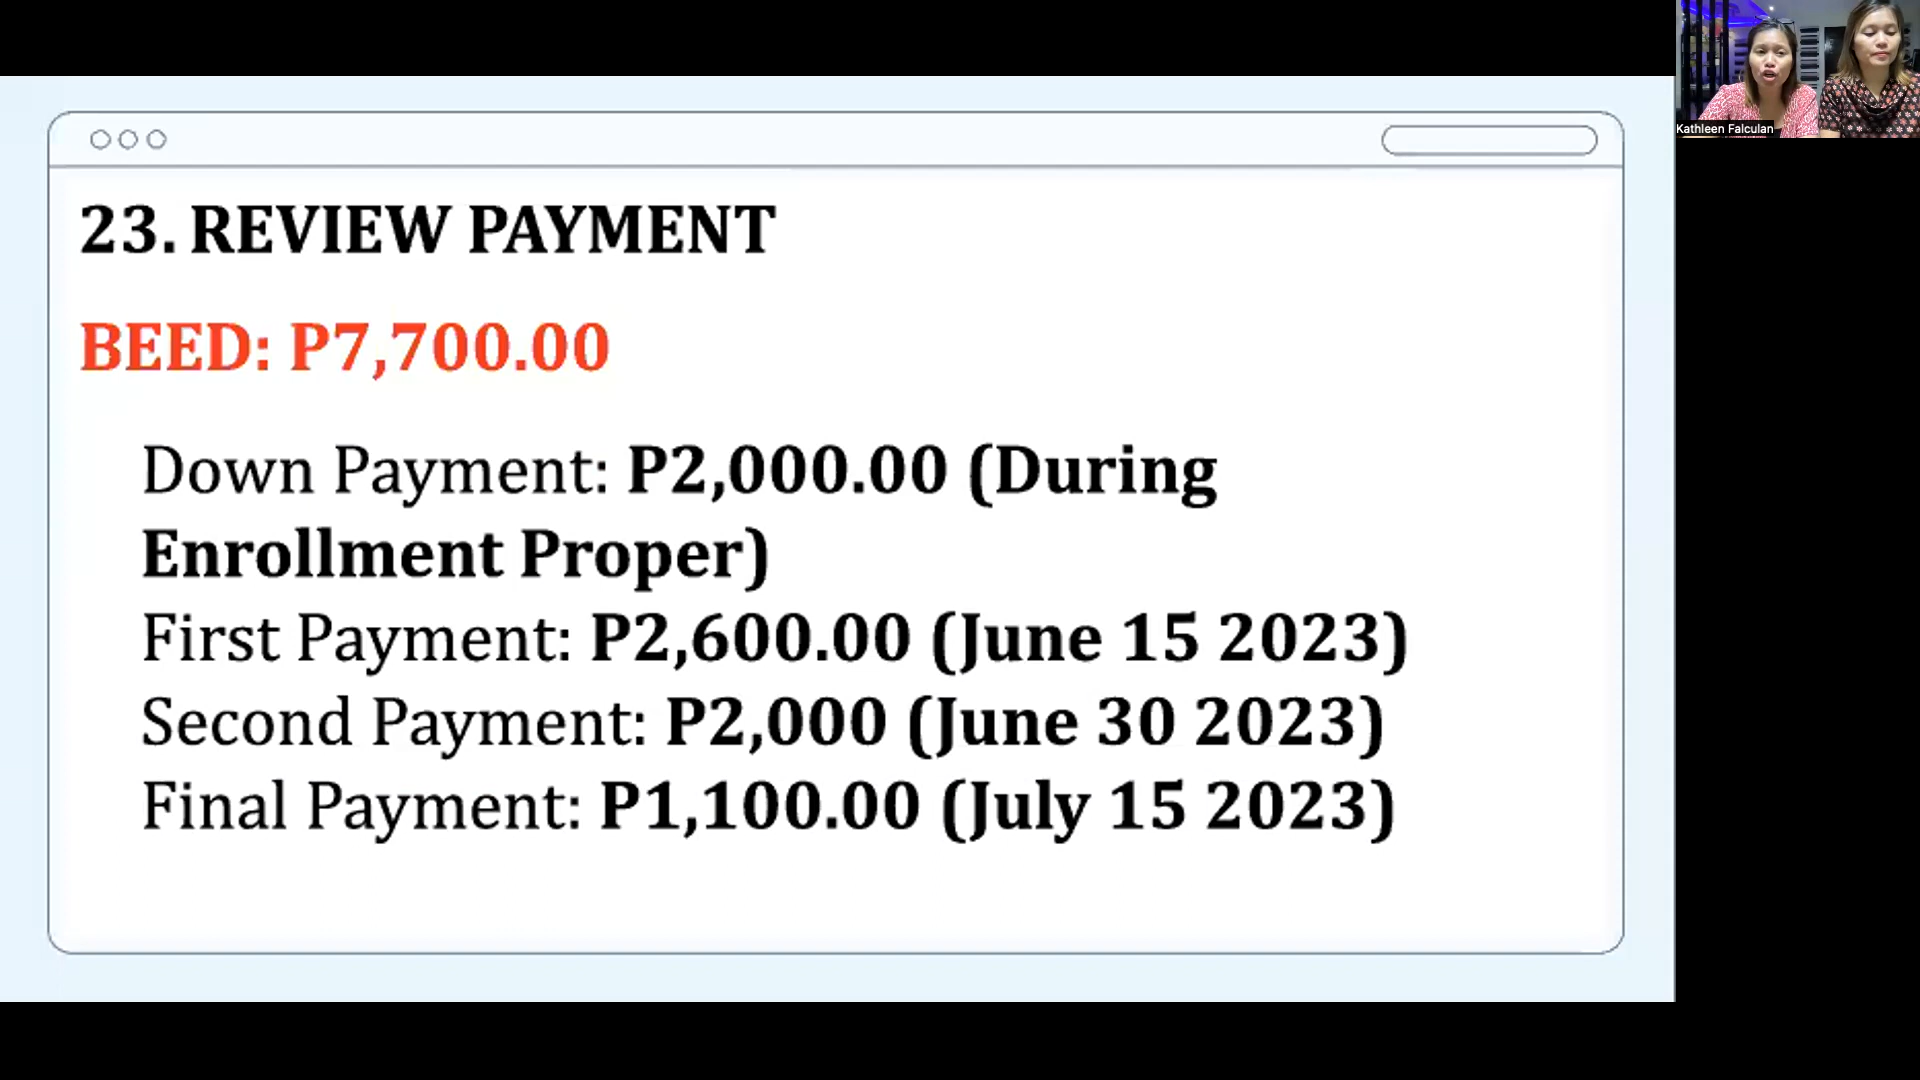 Kathleen Falculan
23. REVIEW PAYMENT
BEED: P7,700.00
Down Payment: P2,000.00 (During
Enrollment Proper)
First Payment: P2,600.00 (June 15 2023)
Second Payment: P2,000 (June 30 2023)
Final Payment: P1,100.00 (July 15 2023)